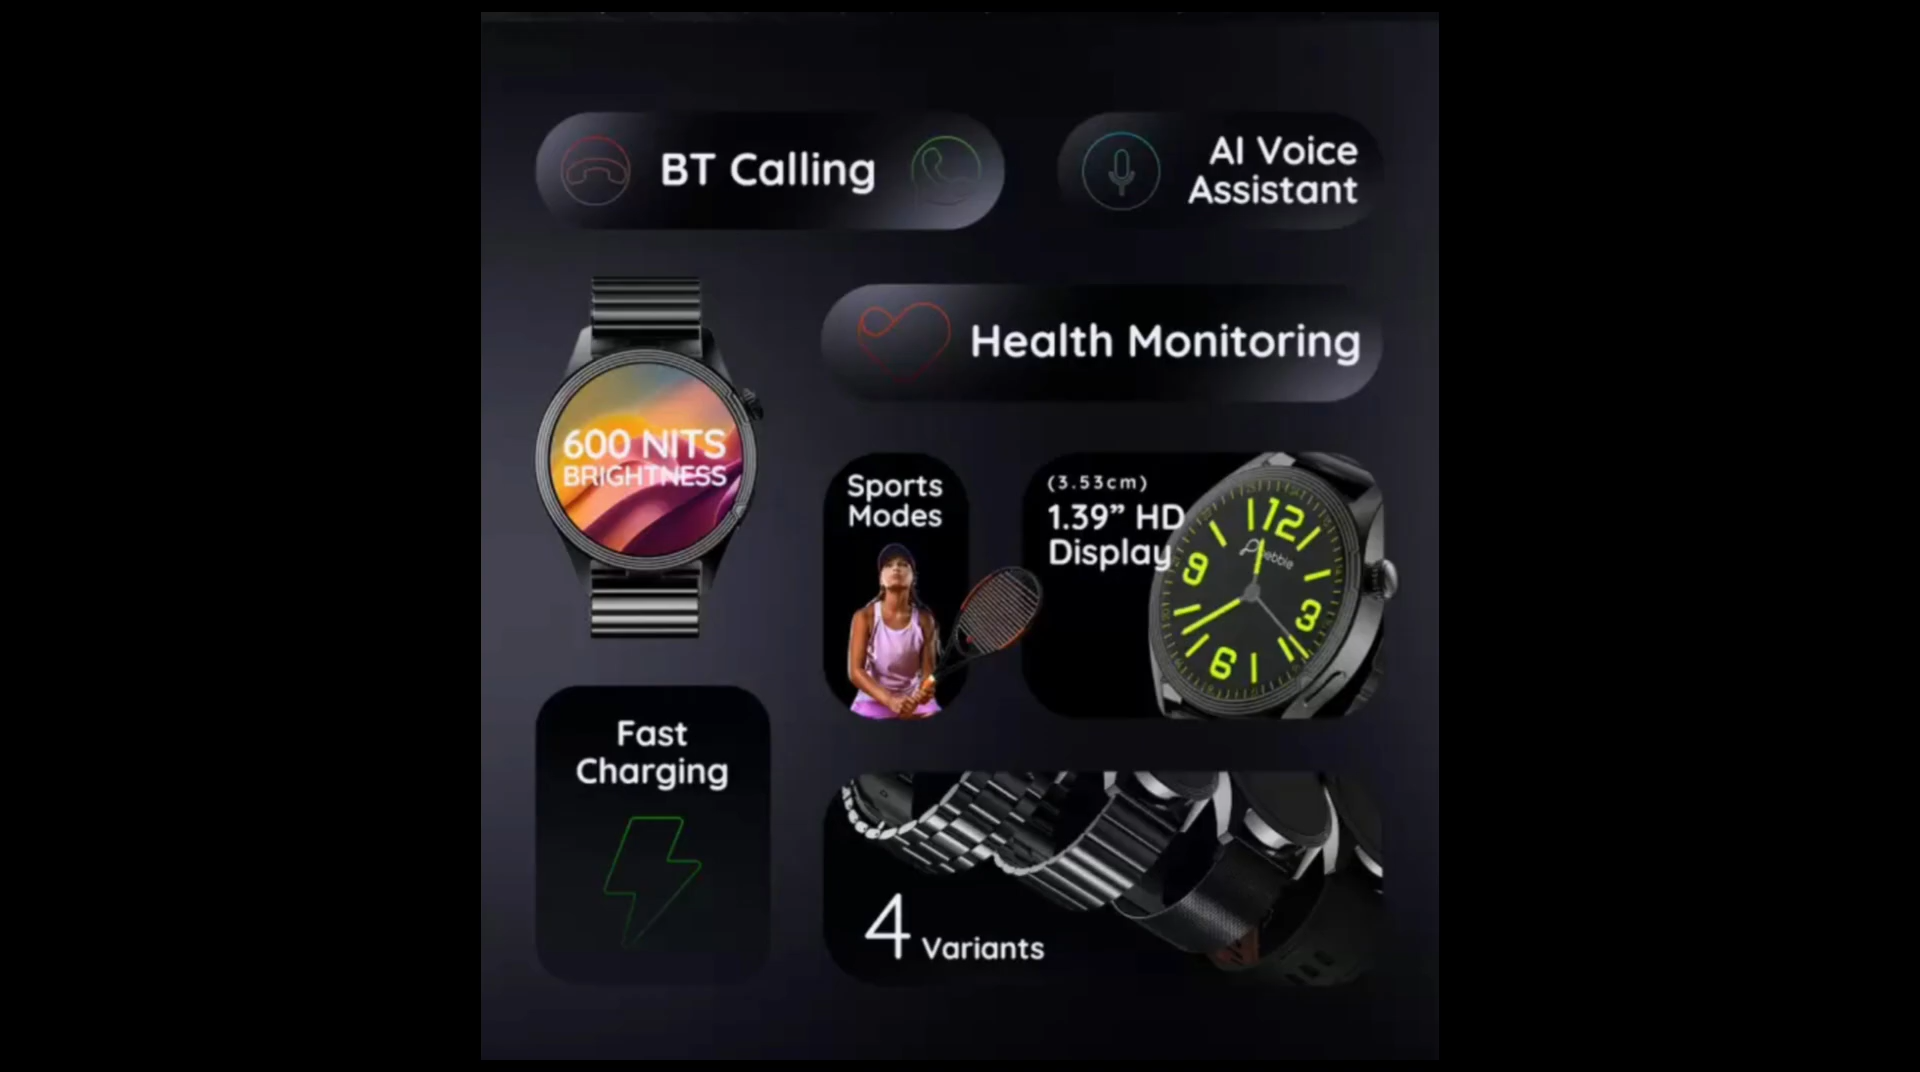 BT Calling
AI Voice
Assistant
Health Monitoring
600 NITS
BRIGHTNESS
Sports
Modes
(3.53cm)
1.39” HD
Display
12
pebble
9
3
6
Fast
Charging
4 Variants